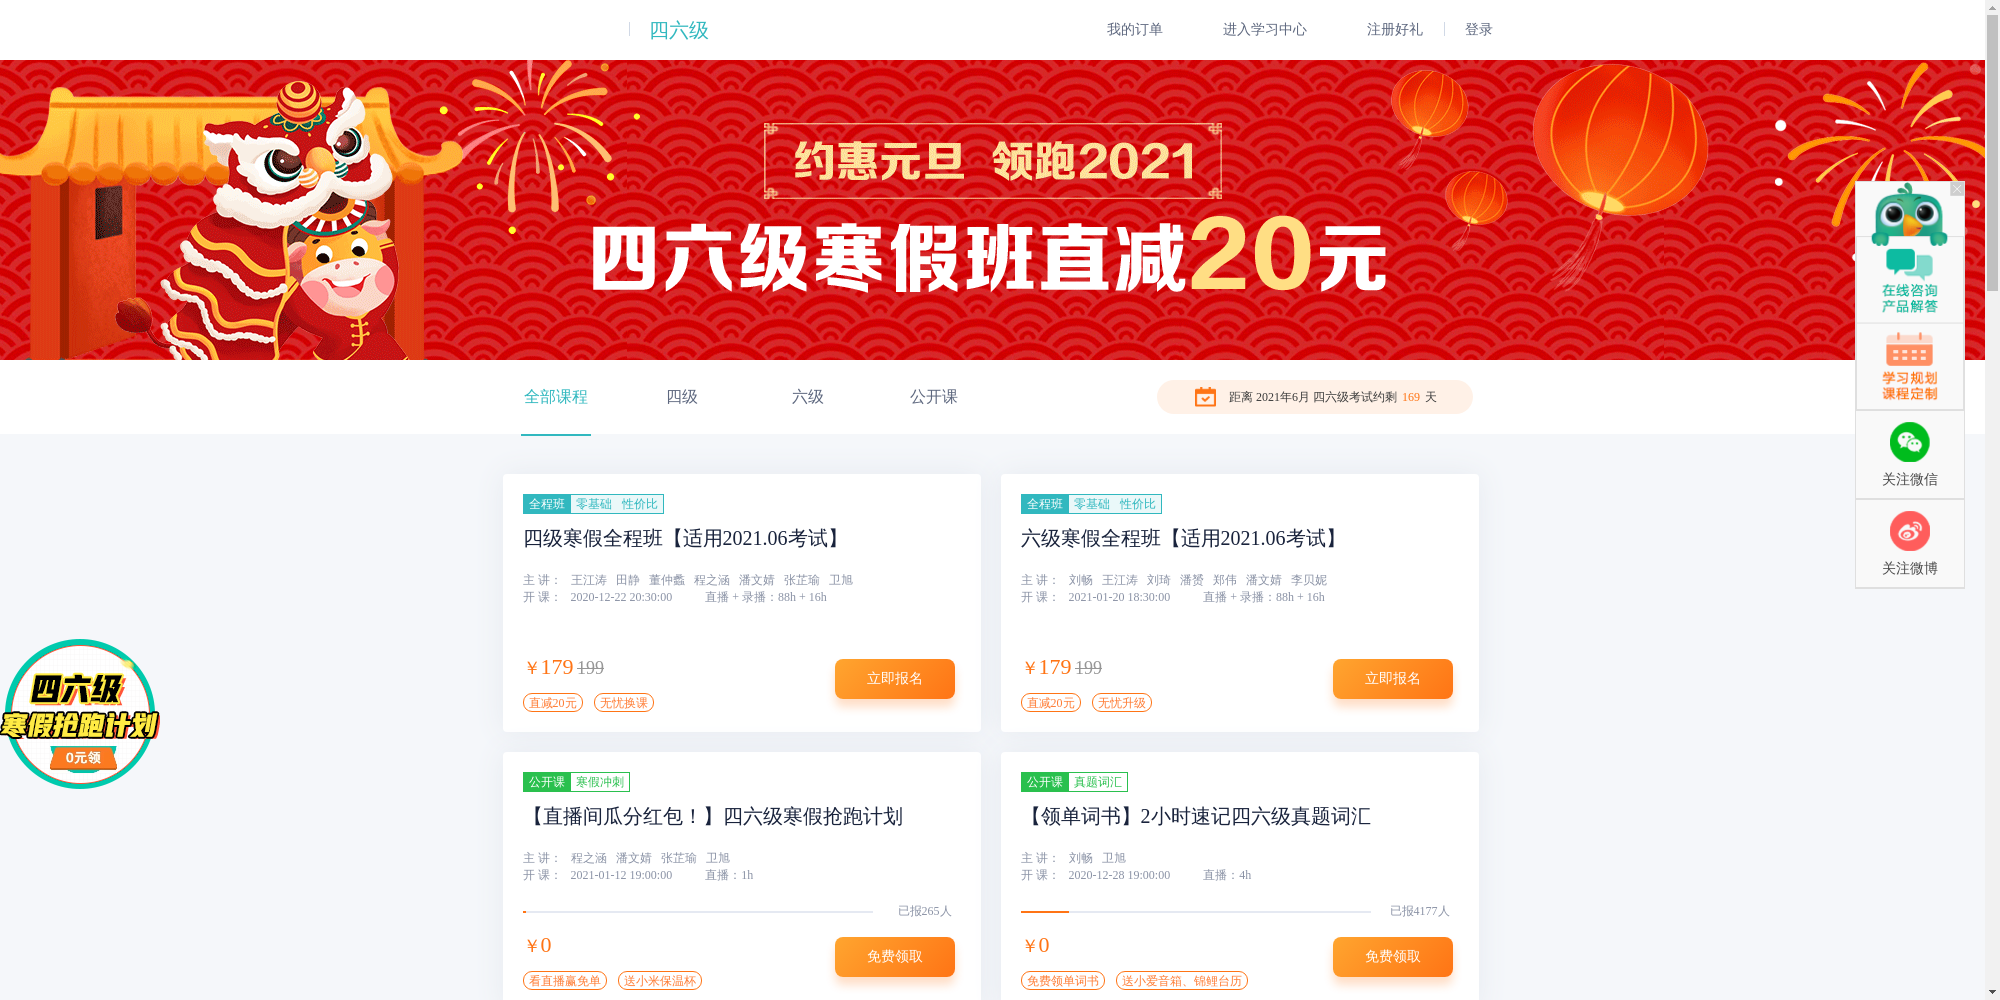 四六级
我的订单
进入学习中心
注册好礼
登录
约惠元旦 领跑2021
四六级寒假班直减20元
在线咨询
产品解答
学习规划
课程定制
关注微信
关注微博
全部课程
四级
六级
公开课
距离 2021年6月 四六级考试约剩 169 天
全程班 零基础 性价比
四级寒假全程班【适用2021.06考试】
主 讲： 王江涛 田静 董仲蠡 程之涵 潘文婧 张芷瑜 卫旭
开 课： 2020-12-22 20:30:00 直播 + 录播：88h + 16h
￥179 199
立即报名
直减20元 无忧换课
全程班 零基础 性价比
六级寒假全程班【适用2021.06考试】
主 讲： 刘畅 王江涛 刘琦 潘赟 郑伟 潘文婧 李贝妮
开 课： 2021-01-20 18:30:00 直播 + 录播：88h + 16h
￥179 199
立即报名
直减20元 无忧升级
四六级
寒假抢跑计划
0元领
公开课 寒假冲刺
【直播间瓜分红包！】四六级寒假抢跑计划
主 讲： 程之涵 潘文婧 张芷瑜 卫旭
开 课： 2021-01-12 19:00:00 直播：1h
已报265人
￥0
免费领取
看直播赢免单 送小米保温杯
公开课 真题词汇
【领单词书】2小时速记四六级真题词汇
主 讲： 刘畅 卫旭
开 课： 2020-12-28 19:00:00 直播：4h
已报4177人
￥0
免费领取
免费领单词书 送小爱音箱、锦鲤台历